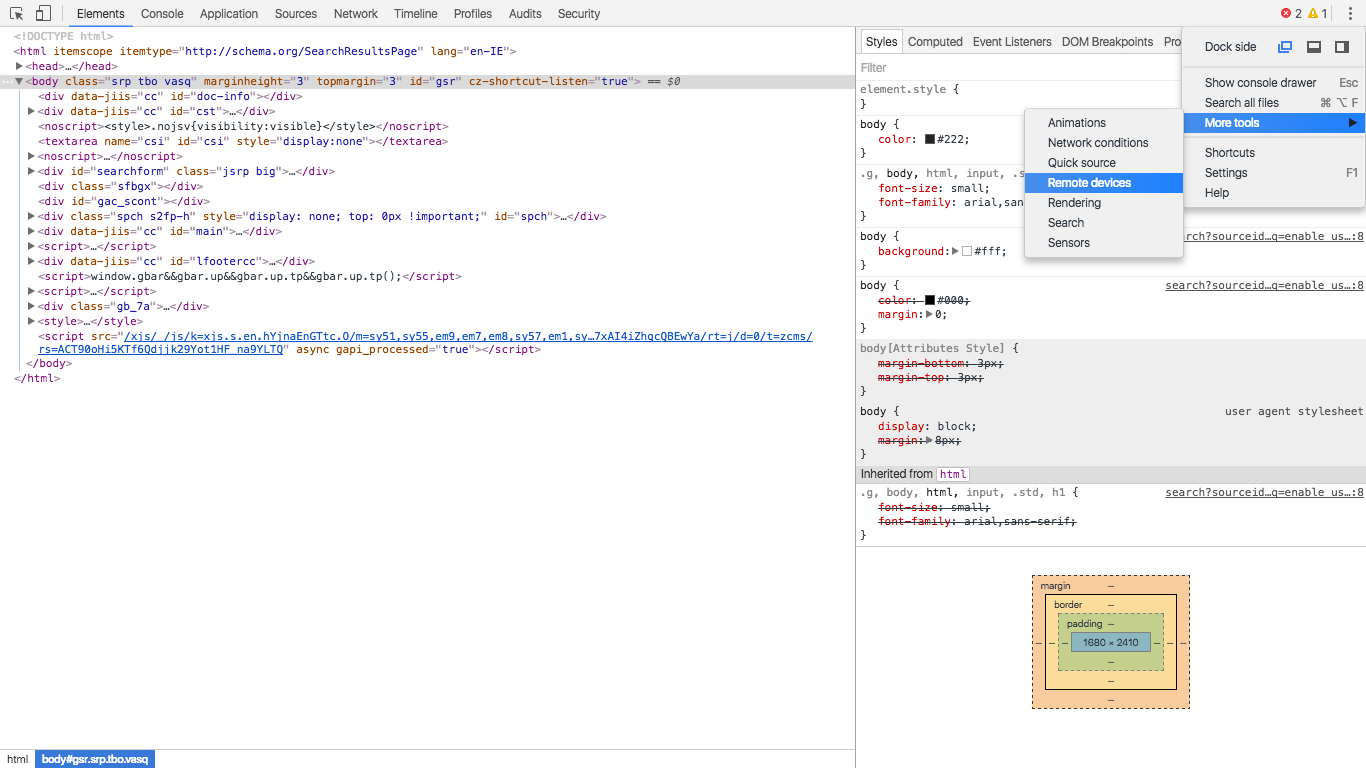 Elements Console Application Sources Network Timeline Profiles Audits Security 2 1
<!DOCTYPE html>
<html itemscope itemtype="http://schema.org/SearchResultsPage" lang="en-IE">
<head>…</head>
<body class="srp tbo vasq" marginheight="3" topmargin="3" id="gsr" cz-shortcut-listen="true"> == $0
<div data-jiis="cc" id="doc-info"></div>
<div data-jiis="cc" id="cst">…</div>
<noscript><style>.nojsv{visibility:visible}</style></noscript>
<textarea name="csi" id="csi" style="display:none"></textarea>
<noscript>…</noscript>
<div id="searchform" class="jsrp big">…</div>
<div class="sfbgx"></div>
<div id="gac_scont"></div>
<div class="spch s2fp-h" style="display: none; top: 0px !important;" id="spch">…</div>
<div data-jiis="cc" id="main">…</div>
<script>…</script>
<div data-jiis="cc" id="lfootercc">…</div>
<script>window.gbar&&gbar.up&&gbar.up.tp&&gbar.up.tp();</script>
<script>…</script>
<div class="gb_7a">…</div>
<style>…</style>
<script src="/xjs/_/js/k=xjs.s.en.hYjnaEnGTtc.O/m=sy51,sy55,em9,em7,em8,sy57,em1,sy…7xAI4iZhqcQBEwYa/rt=j/d=0/t=zcms/
rs=ACT90oHi5KTf6Qdjjk29Yot1HF_na9YLTQ" async gapi_processed="true"></script>
</body>
</html>
html body#gsr.srp.tbo.vasq
Styles Computed Event Listeners DOM Breakpoints Pro
Filter
element.style {
}
body {
color: #222;
}
.g, body, html, input, .s
font-size: small;
font-family: arial,san
}
body {
search?sourceid…q=enable us…:8
background: #fff;
}
body {
search?sourceid…q=enable us…:8
color: #000;
margin: 0;
}
body[Attributes Style] {
margin-bottom: 3px;
margin-top: 3px;
}
body {
user agent stylesheet
display: block;
margin: 8px;
}
Inherited from html
.g, body, html, input, .std, h1 {
search?sourceid…q=enable us…:8
font-size: small;
font-family: arial,sans-serif;
}
margin –
border –
padding –
– – – 1680 × 2410 – – –
–
–
–
Dock side
Show console drawer Esc
Search all files ⌘ ⌥ F
More tools
Shortcuts
Settings F1
Help
Animations
Network conditions
Quick source
Remote devices
Rendering
Search
Sensors